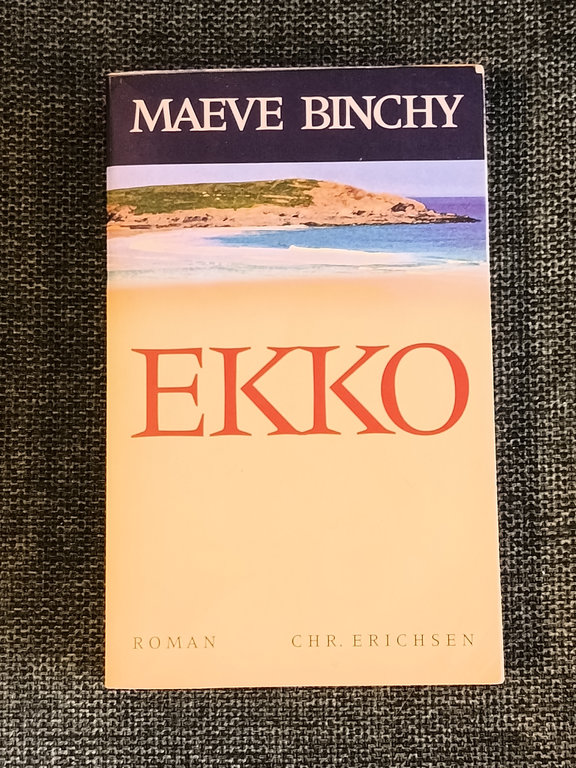 MAEVE BINCHY
EKKO
ROMAN CHR. ERICHSEN